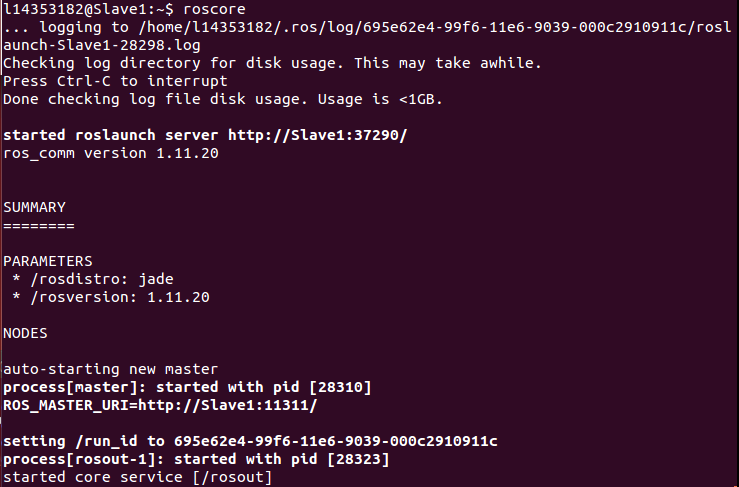 l14353182@Slave1:~$ roscore
... logging to /home/l14353182/.ros/log/695e62e4-99f6-11e6-9039-000c2910911c/rosl
aunch-Slave1-28298.log
Checking log directory for disk usage. This may take awhile.
Press Ctrl-C to interrupt
Done checking log file disk usage. Usage is <1GB.

started roslaunch server http://Slave1:37290/
ros_comm version 1.11.20

SUMMARY
========

PARAMETERS
 * /rosdistro: jade
 * /rosversion: 1.11.20

NODES

auto-starting new master
process[master]: started with pid [28310]
ROS_MASTER_URI=http://Slave1:11311/

setting /run_id to 695e62e4-99f6-11e6-9039-000c2910911c
process[rosout-1]: started with pid [28323]
started core service [/rosout]